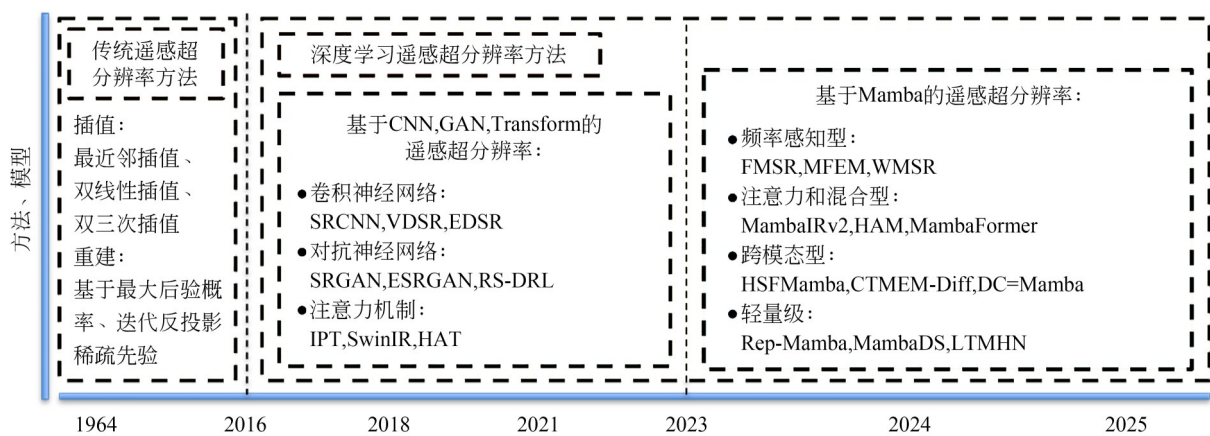 方法、模型
传统遥感超
分辨率方法
插值：
最近邻插值、
双线性插值、
双三次插值
重建：
基于最大后验概
率、迭代反投影
稀疏先验
深度学习遥感超分辨率方法
基于CNN,GAN,Transform的
遥感超分辨率：
●卷积神经网络：
SRCNN,VDSR,EDSR
●对抗神经网络：
SRGAN,ESRGAN,RS-DRL
●注意力机制：
IPT,SwinIR,HAT
基于Mamba的遥感超分辨率：
●频率感知型：
FMSR,MFEM,WMSR
●注意力和混合型：
MambaIRv2,HAM,MambaFormer
●跨模态型：
HSFMamba,CTMEM-Diff,DC=Mamba
●轻量级：
Rep-Mamba,MambaDS,LTMHN
1964 2016 2018 2021 2023 2024 2025